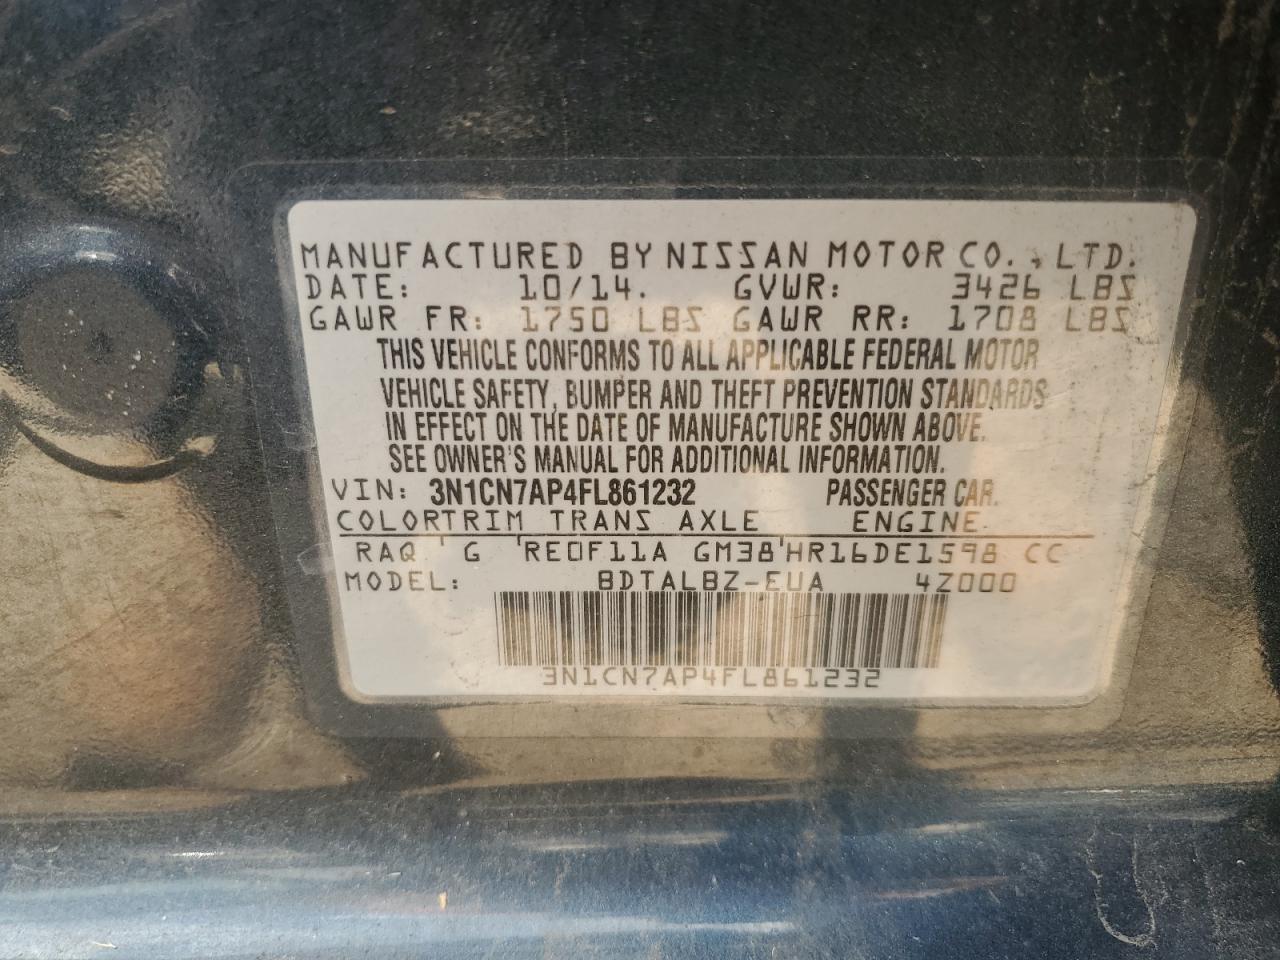 MANUFACTURED BY NISSAN MOTOR CO., LTD.
DATE: 10/14. GVWR: 3426 LBS
GAWR FR: 1750 LBS GAWR RR: 1708 LBS
THIS VEHICLE CONFORMS TO ALL APPLICABLE FEDERAL MOTOR
VEHICLE SAFETY, BUMPER AND THEFT PREVENTION STANDARDS
IN EFFECT ON THE DATE OF MANUFACTURE SHOWN ABOVE.
SEE OWNER'S MANUAL FOR ADDITIONAL INFORMATION.
VIN: 3N1CN7AP4FL861232 PASSENGER CAR.
COLORTRIM TRANS AXLE ENGINE
RAQ ' G 'RE0F11A GM38'HR16DE1598 CC
MODEL: BDTALBZ-EUA 4Z000
3N1CN7AP4FL861232